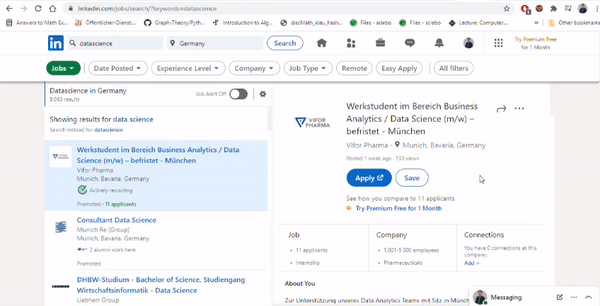 linkedin.com/jobs/search/?keywords=datascience
Answers to Math Ex...
Öffentlicher-Dienst...
Graph-Theory/Pytho...
Introduction to Alg...
Files – sciebo
Files – sciebo
Lecture: Computer...
Other bookmarks
in
datascience
Germany
Search
Try Premium Free
for 1 Month
Jobs
Date Posted
Experience Level
Company
Job Type
Remote
Easy Apply
All filters
Datascience in Germany
Job Alert Off
Showing results for data science
Search instead for datascience
VIFOR
PHARMA
Werkstudent im Bereich Business Analytics / Data
Science (m/w) – befristet - München
Vifor Pharma
Munich, Bavaria, Germany
Actively recruiting
Promoted · 11 applicants
Consultant Data Science
Munich Re (Group)
Munich, Bavaria, Germany
2 alumni work here
Promoted
DHBW-Studium - Bachelor of Science, Studiengang
Wirtschaftsinformatik - Data Science
Liebherr Group
Werkstudent im Bereich Business
Analytics / Data Science (m/w) –
befristet - München
Vifor Pharma · Munich, Bavaria, Germany
Posted 1 week ago · 133 views
Apply
Save
See how you compare to 11 applicants
Try Premium Free for 1 Month
Job
11 applicants
Internship
Company
1,001-5,000 employees
Pharmaceuticals
Connections
You have 0 connections at this
company.
Add
About You
Zur Unterstützung unseres Data Analytics Teams mit Sitz in Münch
Messaging